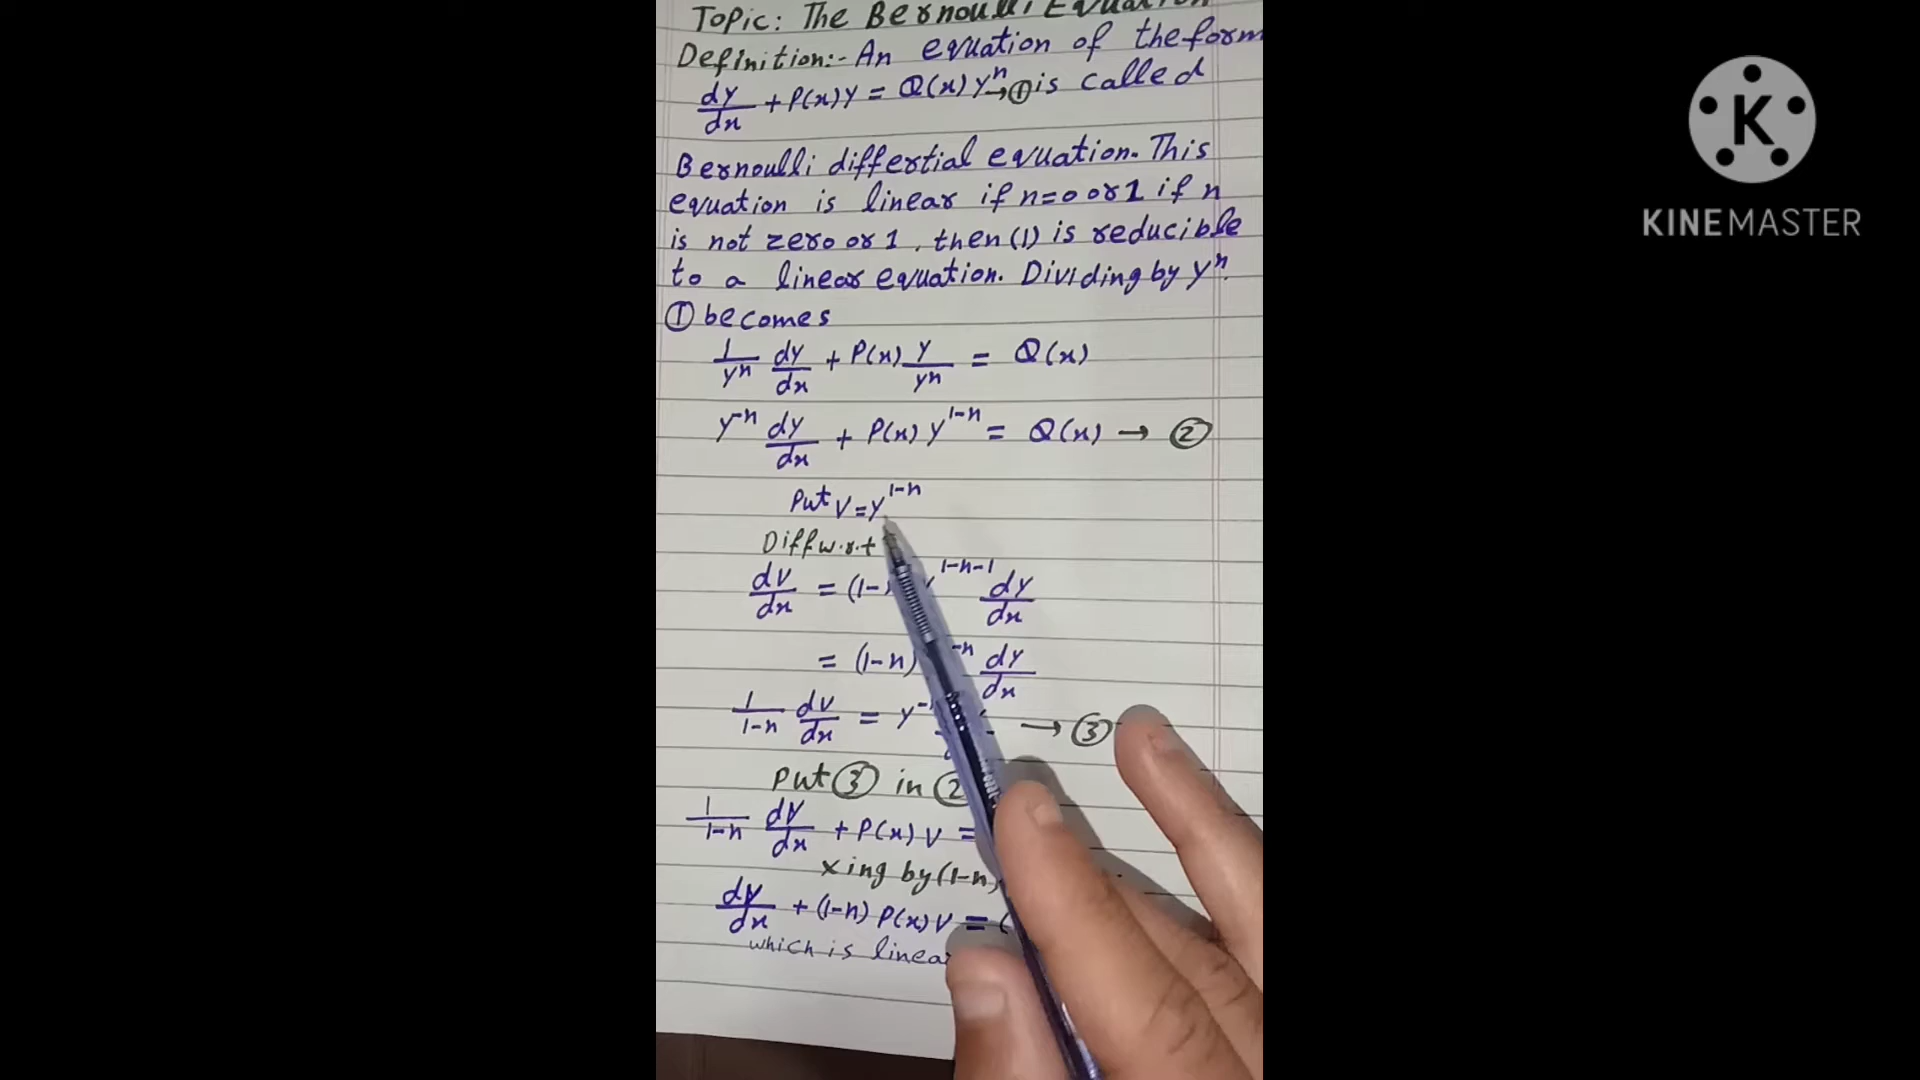 Topic: The Bernoulli Equation
Definition:- An equation of the form
dy/dx + P(x)y = Q(x)y^n → ① is called
Bernoulli differtial equation. This
equation is linear if n=0 or 1 if n
is not zero or 1, then (1) is reducible
to a linear equation. Dividing by y^n.
① becomes
1/y^n dy/dx + P(x) y/y^n = Q(x)
y^-n dy/dx + P(x) y^1-n = Q(x) → ②
Put v = y^1-n
Diff w.r.t
dv/dx = (1- y^1-n-1 dy/dx
= (1-n) ^-n dy/dx
1/1-n dv/dx = y^- → ③
Put ③ in ②
1/1-n dv/dx + P(x) v =
xing by (1-n)
dv/dx + (1-n) P(x) v = (
which is linear
K
KINEMASTER